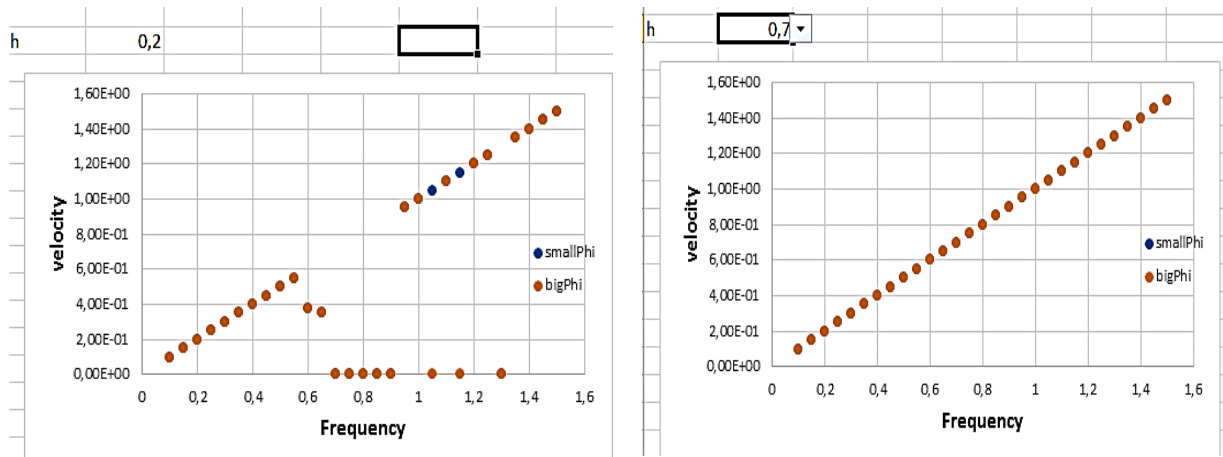 h 0,2
1,60E+00
1,40E+00
1,20E+00
1,00E+00
8,00E-01
6,00E-01
4,00E-01
2,00E-01
0,00E+00
velocity
smallPhi
bigPhi
0 0,2 0,4 0,6 0,8 1 1,2 1,4 1,6
Frequency
h 0,7
1,60E+00
1,40E+00
1,20E+00
1,00E+00
8,00E-01
6,00E-01
4,00E-01
2,00E-01
0,00E+00
velocity
smallPhi
bigPhi
0 0,2 0,4 0,6 0,8 1 1,2 1,4 1,6
Frequency